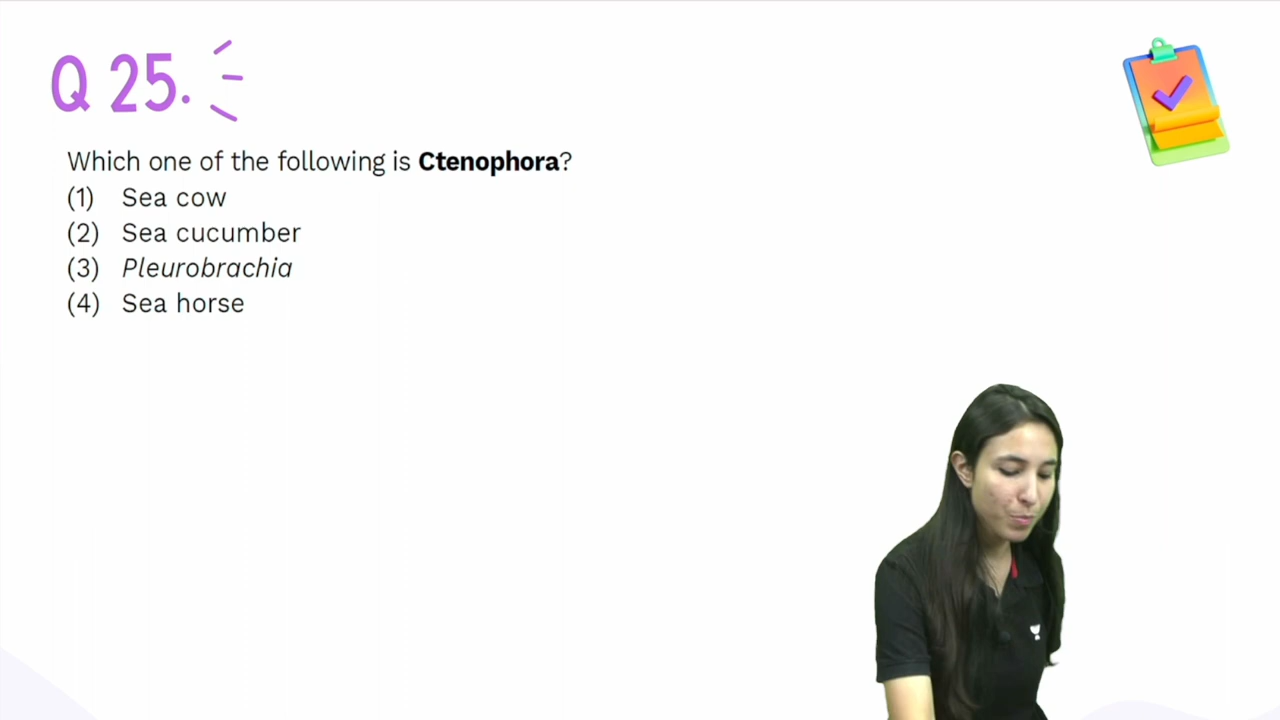 Q 25.
Which one of the following is Ctenophora?
(1) Sea cow
(2) Sea cucumber
(3) Pleurobrachia
(4) Sea horse